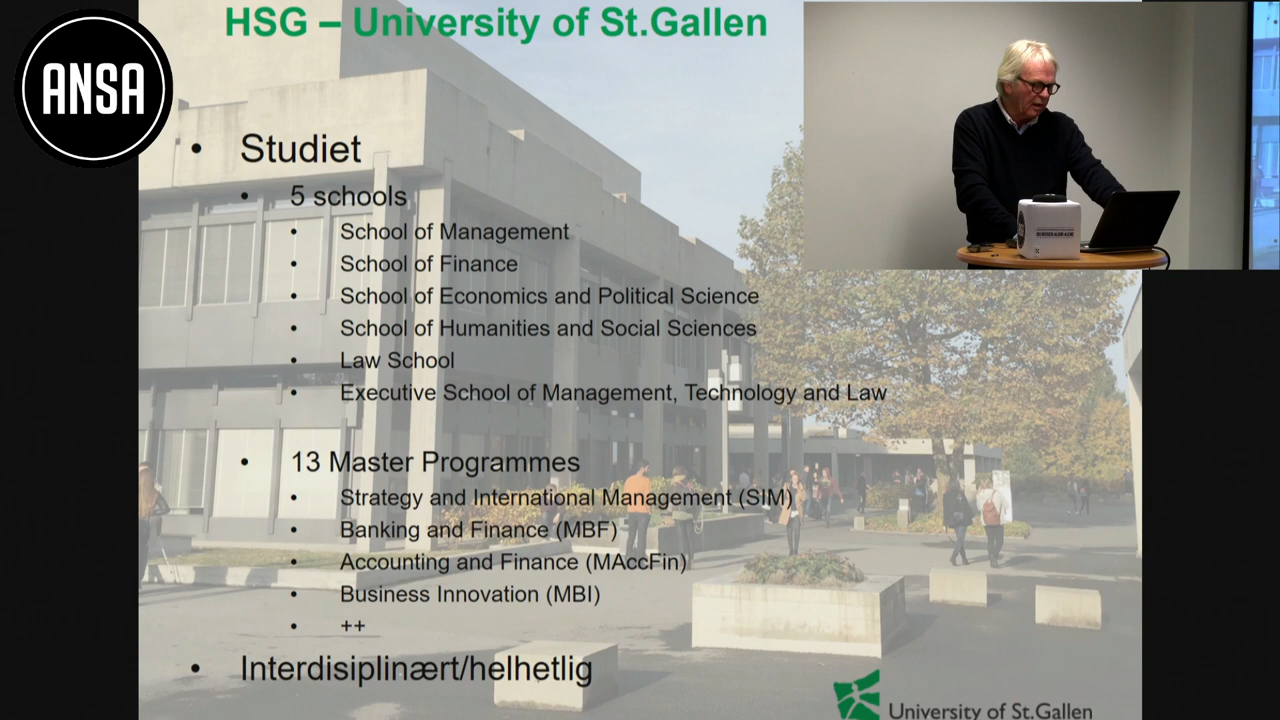 HSG – University of St.Gallen
ANSA
• Studiet
• 5 schools
• School of Management
• School of Finance
• School of Economics and Political Science
• School of Humanities and Social Sciences
• Law School
• Executive School of Management, Technology and Law
• 13 Master Programmes
• Strategy and International Management (SIM)
• Banking and Finance (MBF)
• Accounting and Finance (MAccFin)
• Business Innovation (MBI)
• ++
• Interdisiplinært/helhetlig
University of St.Gallen